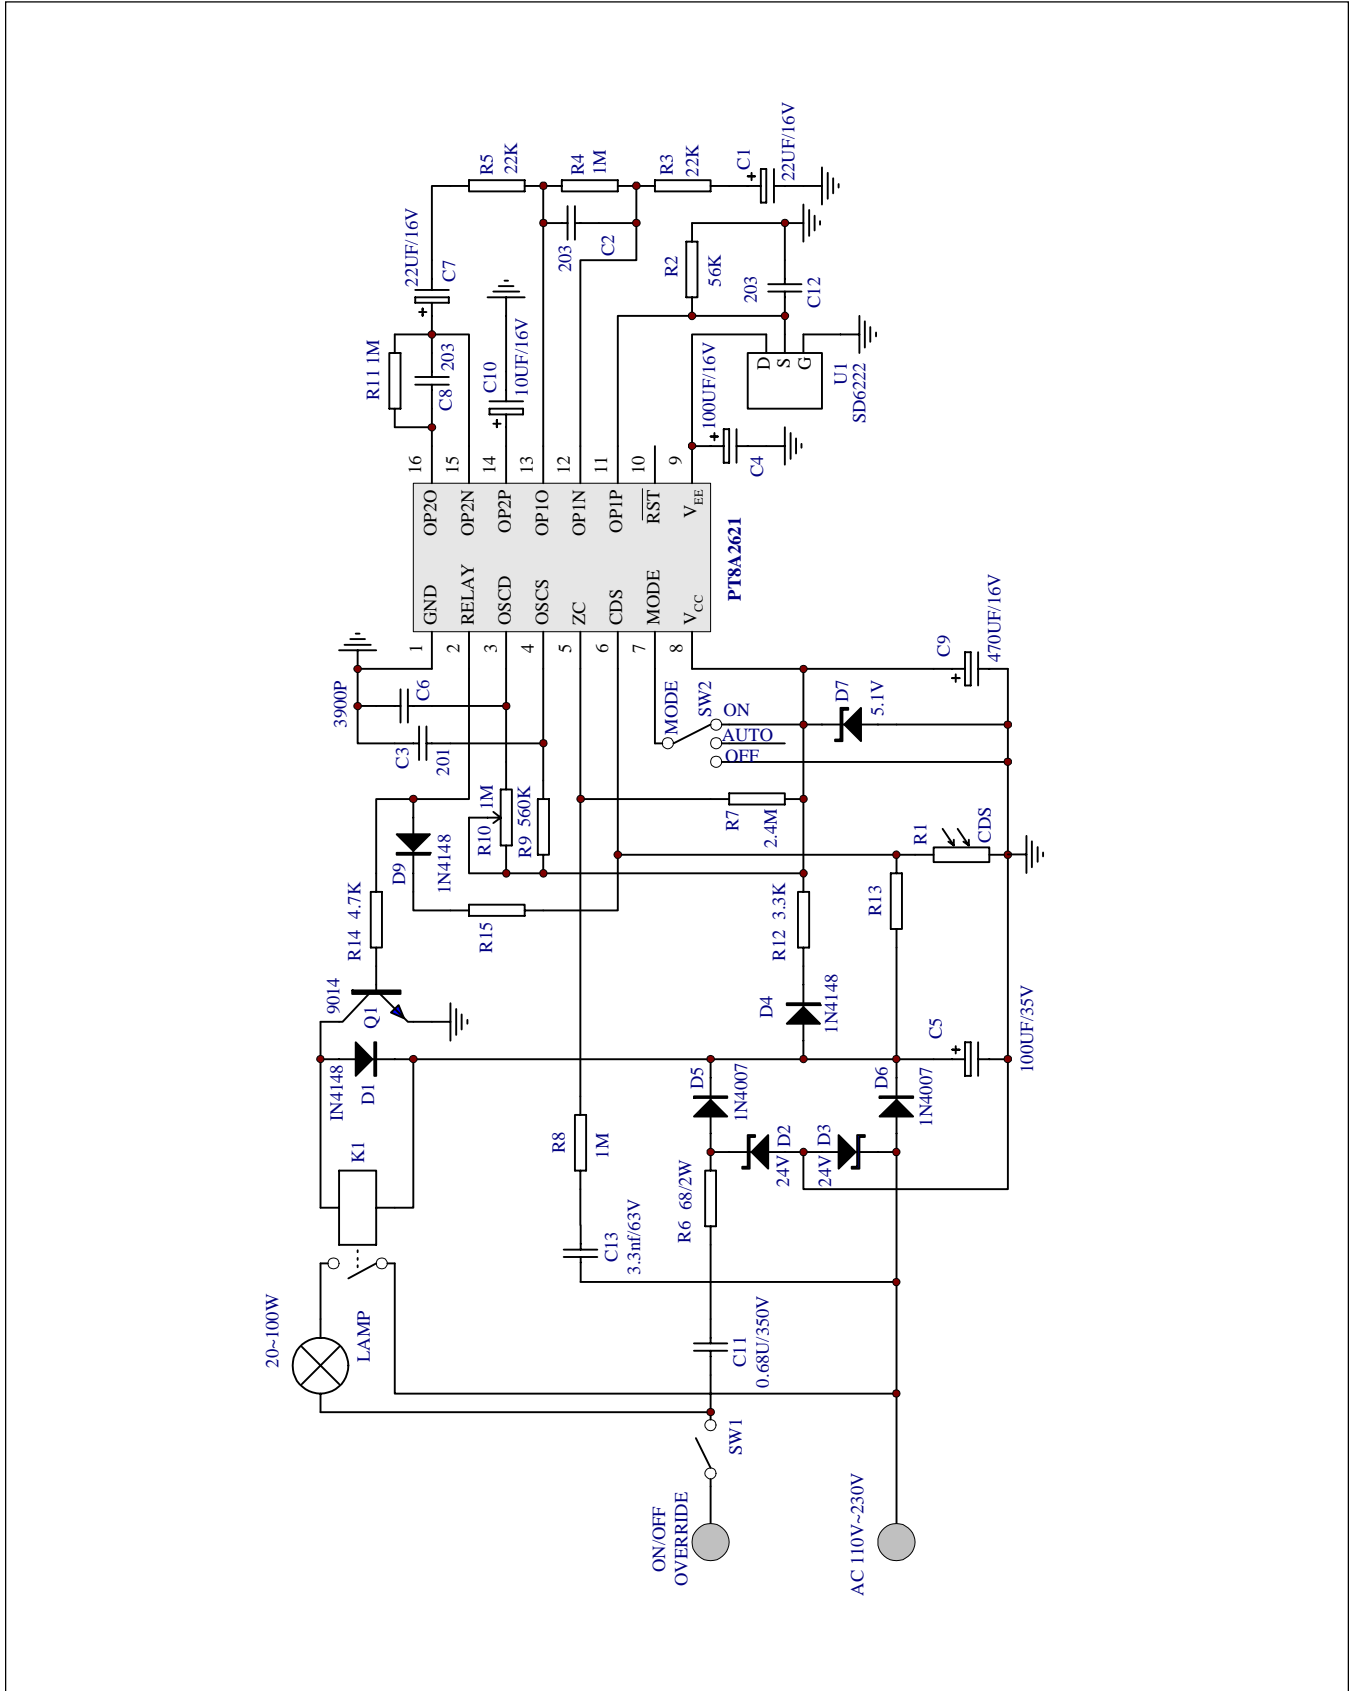 R5
22K
R4
1M
R3
22K
C1
22UF/16V
+
22UF/16V
C7
+
203
C2
R2
56K
203
C12
R11 1M
203
C8
C10
10UF/16V
+
100UF/16V
+
C4
D
S
G
U1
SD6222
16
15
14
13
12
11
10
9
OP2O
OP2N
OP2P
OP1O
OP1N
OP1P
RST
VEE
GND
RELAY
OSCD
OSCS
ZC
CDS
MODE
VCC
PT8A2621
1
2
3
4
5
6
7
8
3900P
C6
C3
201
MODE
SW2
ON
AUTO
OFF
D7
5.1V
C9
470UF/16V
+
D9
1N4148
R10
1M
R9 560K
R7
2.4M
R1
CDS
R14 4.7K
R15
R12 3.3K
R13
9014
Q1
D4
1N4148
C5
100UF/35V
+
IN4148
D1
D5
1N4007
D6
1N4007
K1
R8
1M
D2
24V
D3
24V
R6 68/2W
C13
3.3nf/63V
20~100W
LAMP
C11
0.68U/350V
SW1
ON/OFF
OVERRIDE
AC 110V~230V